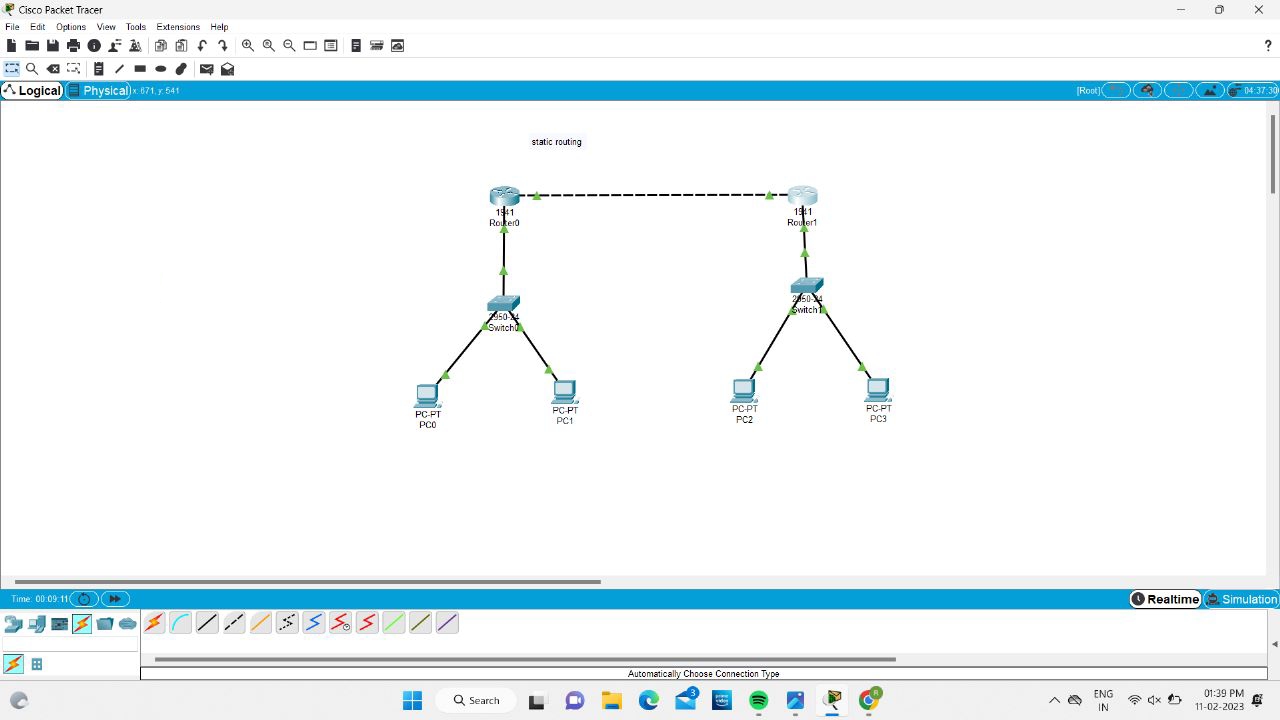 Cisco Packet Tracer
File Edit Options View Tools Extensions Help
?
Logical Physical x: 671, y: 541 [Root] 04:37:30
static routing
1941
Router0
1941
Router1
2950-24
Switch0
2950-24
Switch1
PC-PT
PC0
PC-PT
PC1
PC-PT
PC2
PC-PT
PC3
Time: 00:09:11 Realtime Simulation
Automatically Choose Connection Type
Search 3 prime video R ENG
IN
01:39 PM
11-02-2023